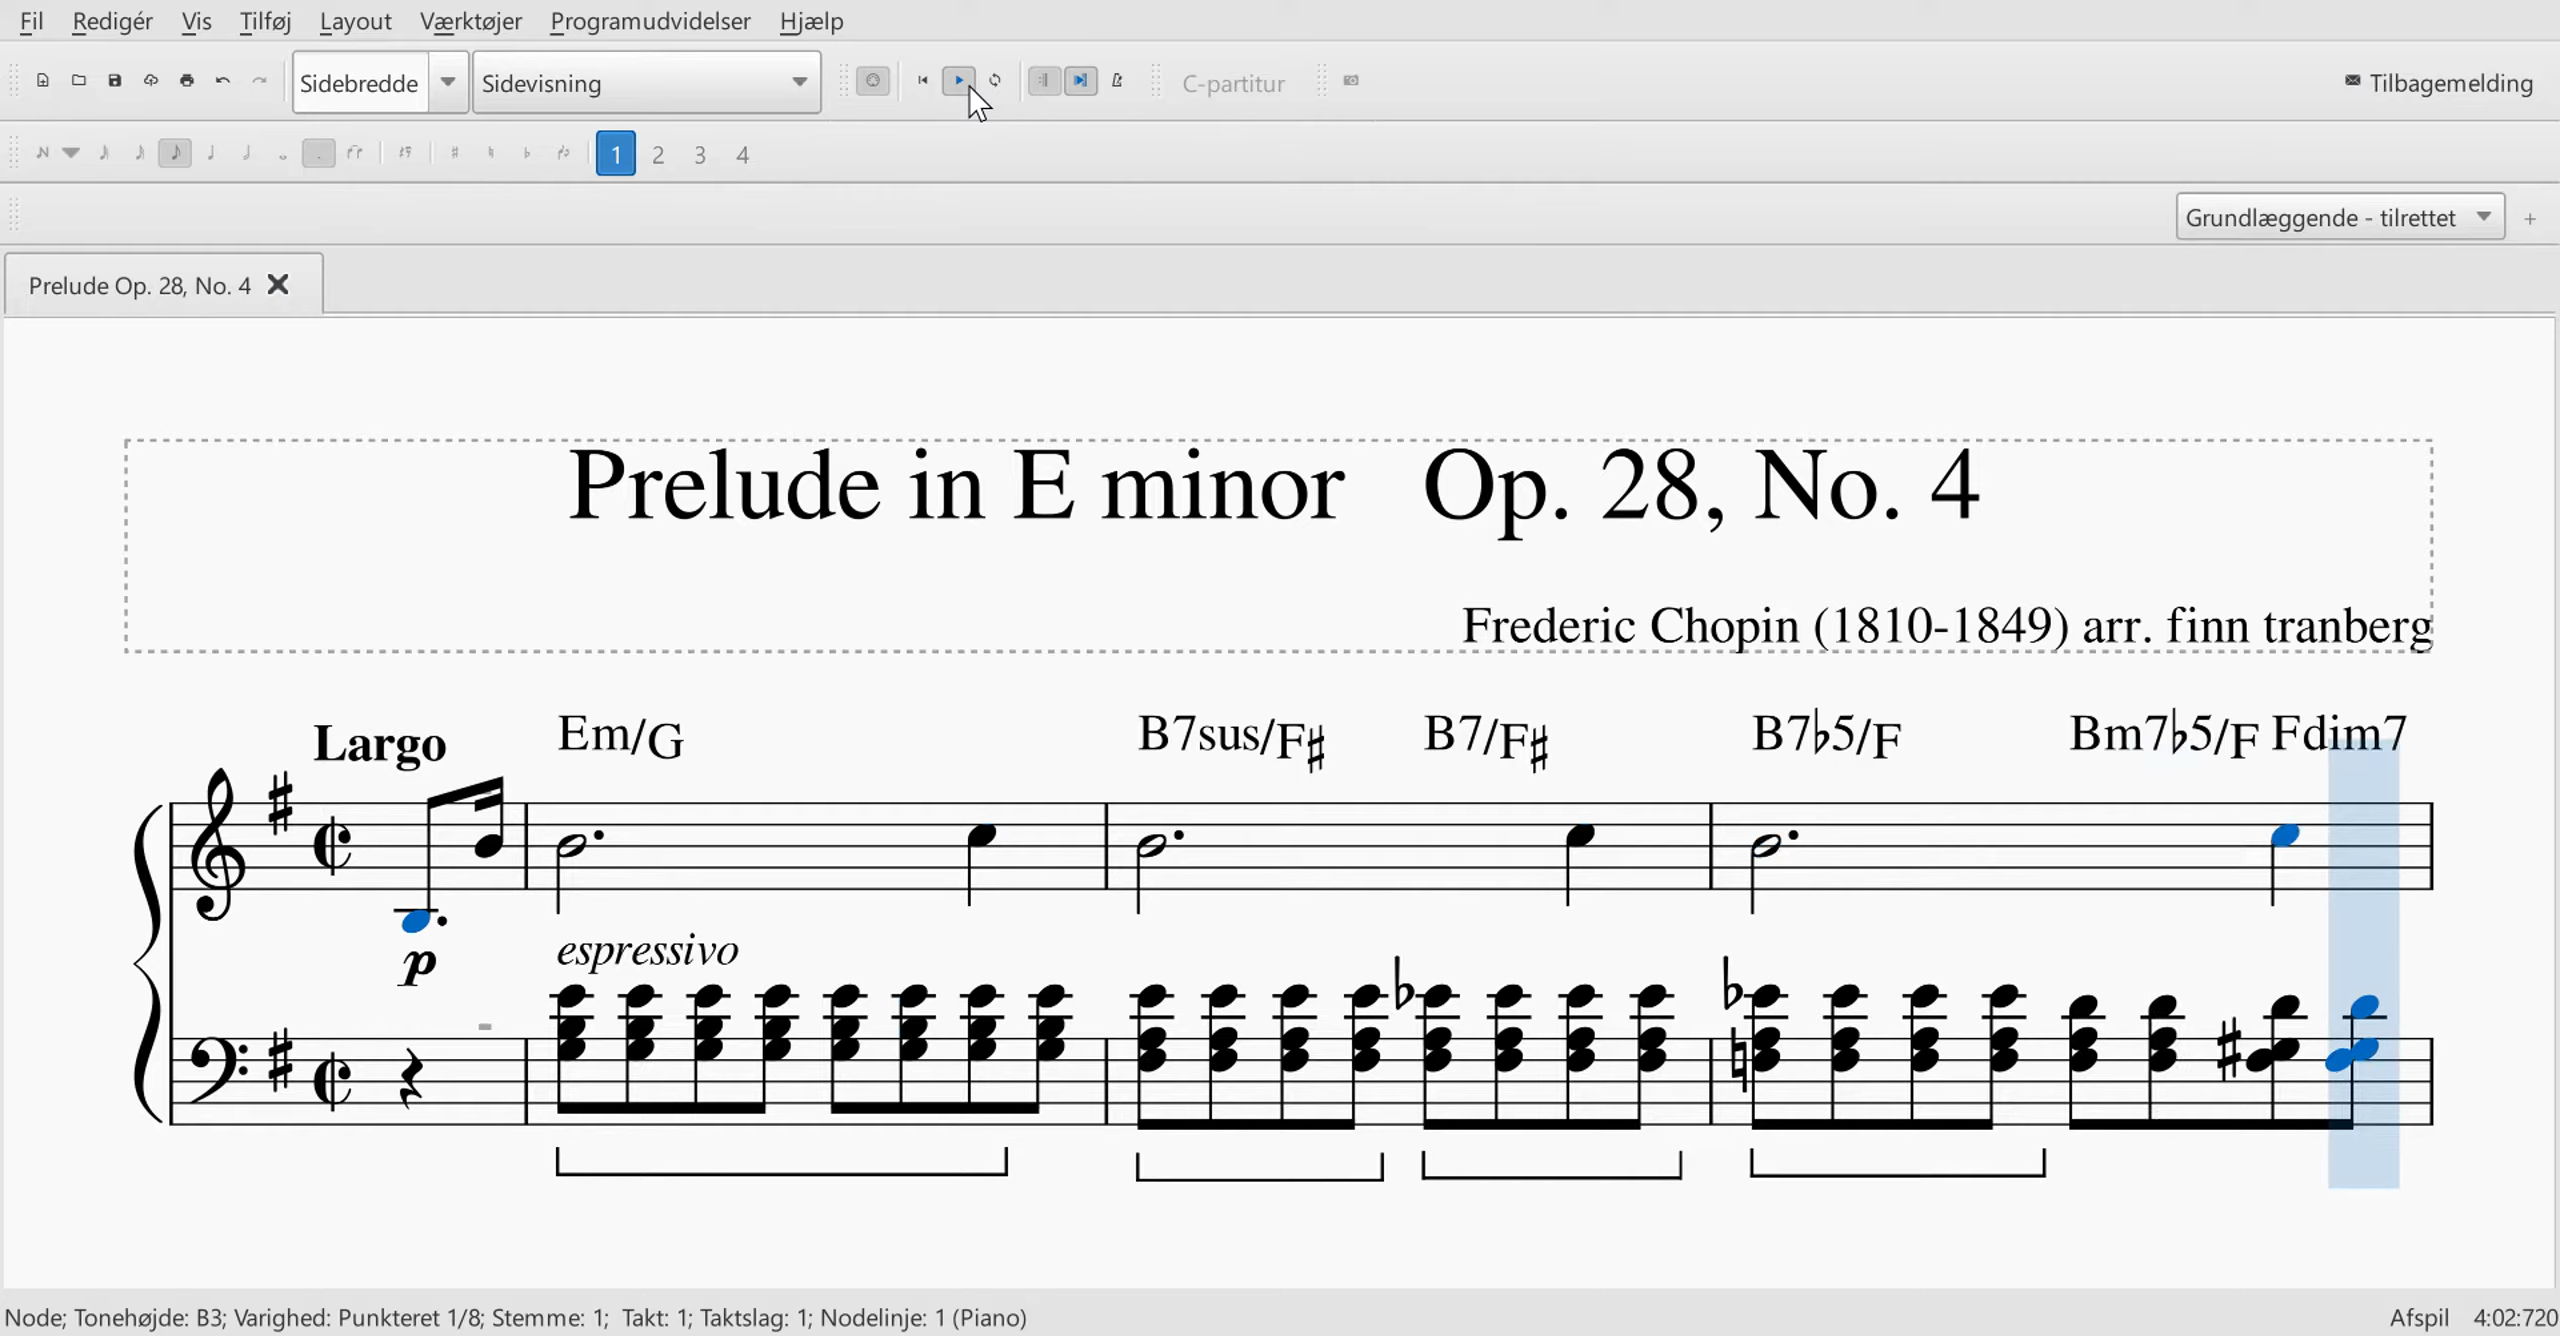 Fil Redigér Vis Tilføj Layout Værktøjer Programudvidelser Hjælp
Sidebredde Sidevisning C-partitur Tilbagemelding
1 2 3 4
Grundlæggende - tilrettet +
Prelude Op. 28, No. 4
Prelude in E minor Op. 28, No. 4
Frederic Chopin (1810-1849) arr. finn tranberg
Largo Em/G B7sus/F♯ B7/F♯ B7♭5/F Bm7♭5/F Fdim7
p espressivo
Node; Tonehøjde: B3; Varighed: Punkteret 1/8; Stemme: 1; Takt: 1; Taktslag: 1; Nodelinje: 1 (Piano) Afspil 4:02:720